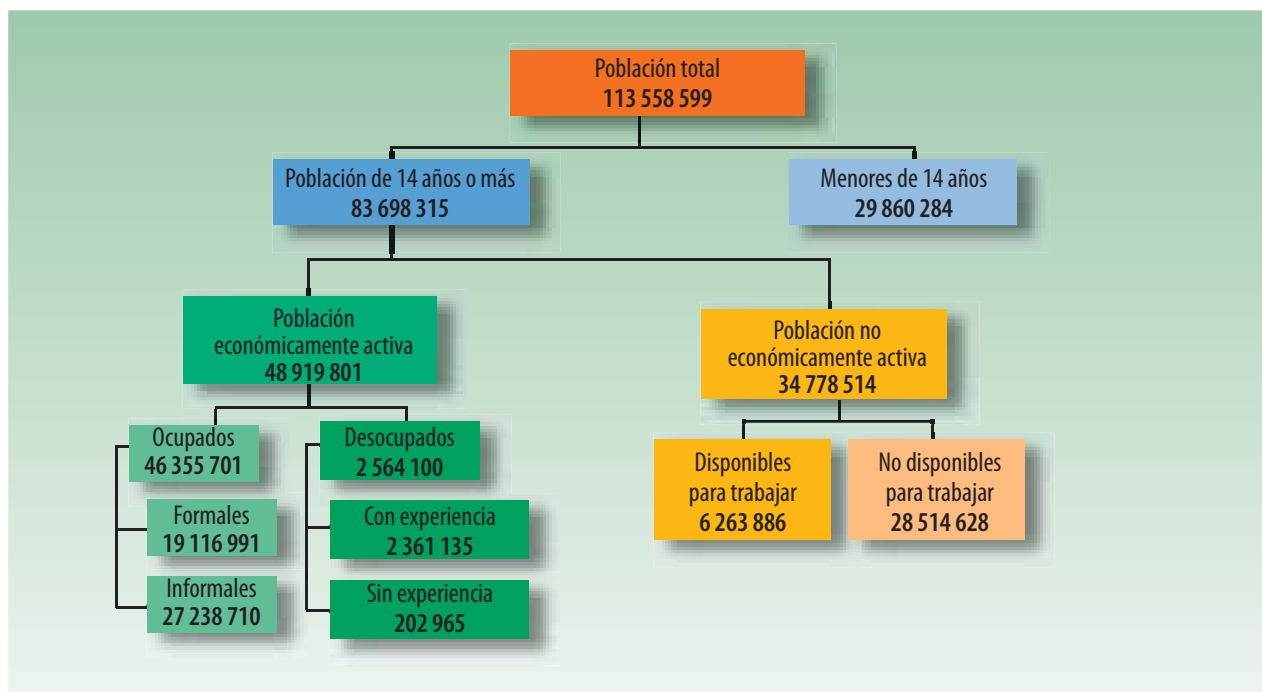 Población total
113 558 599
Población de 14 años o más
83 698 315
Menores de 14 años
29 860 284
Población
económicamente activa
48 919 801
Población no
económicamente activa
34 778 514
Ocupados
46 355 701
Desocupados
2 564 100
Disponibles
para trabajar
6 263 886
No disponibles
para trabajar
28 514 628
Formales
19 116 991
Con experiencia
2 361 135
Informales
27 238 710
Sin experiencia
202 965